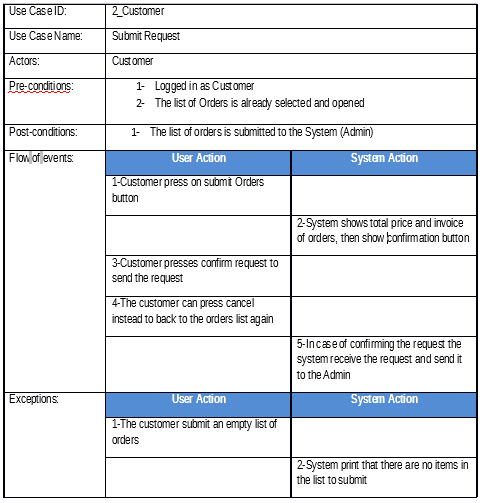 Use Case ID: 2_Customer
Use Case Name: Submit Request
Actors: Customer
Pre-conditions: 1- Logged in as Customer
2- The list of Orders is already selected and opened
Post-conditions: 1- The list of orders is submitted to the System (Admin)
Flow of events: User Action System Action
1-Customer press on submit Orders
button
2-System shows total price and invoice
of orders, then show confirmation button
3-Customer presses confirm request to
send the request
4-The customer can press cancel
instead to back to the orders list again
5-In case of confirming the request the
system receive the request and send it
to the Admin
Exceptions: User Action System Action
1-The customer submit an empty list of
orders
2-System print that there are no items in
the list to submit